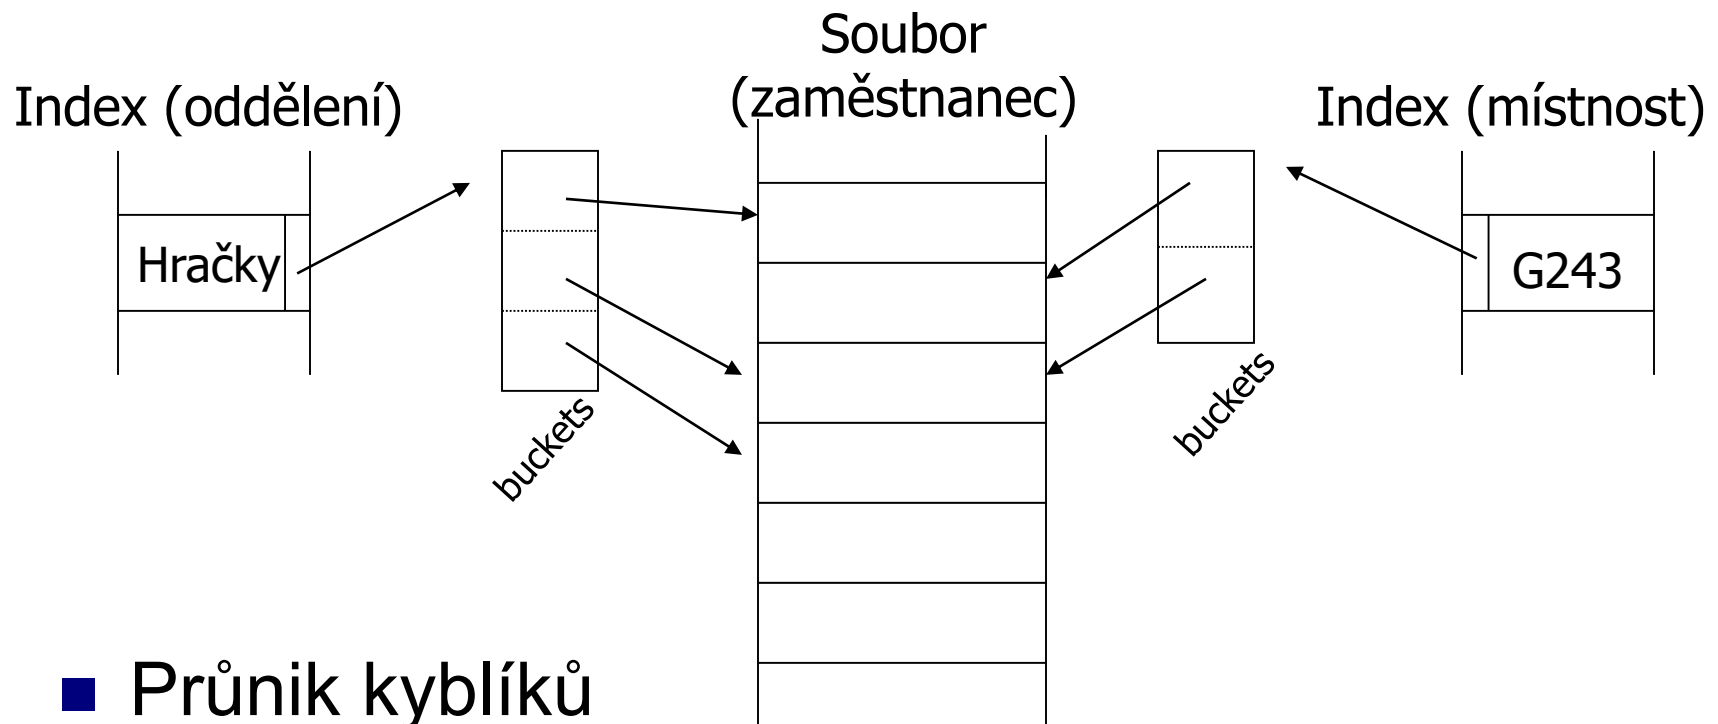 Soubor
(zaměstnanec)
Index (oddělení)
Index (místnost)
Hračky
G243
buckets
buckets
Průnik kyblíků